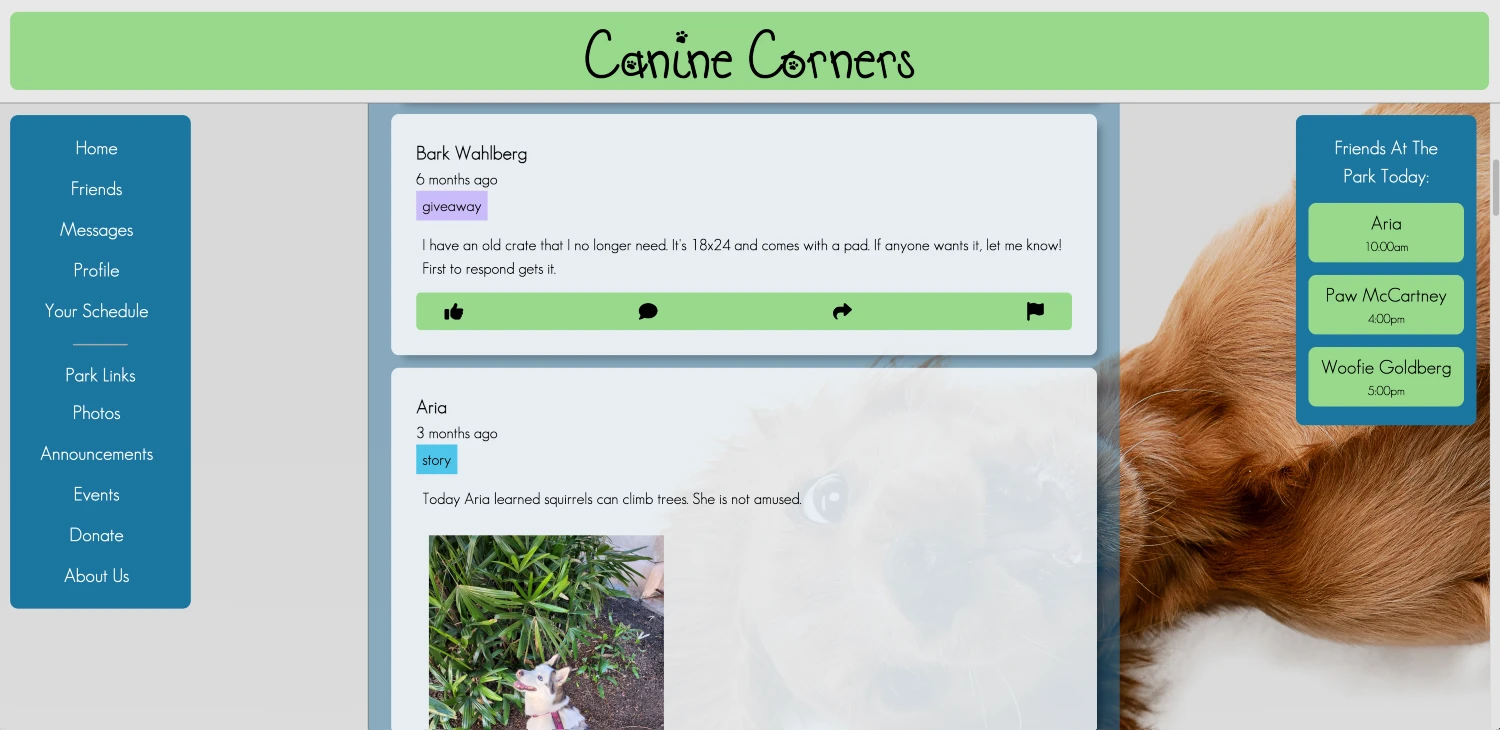 Canine Corners
Home
Friends
Messages
Profile
Your Schedule
Park Links
Photos
Announcements
Events
Donate
About Us
Bark Wahlberg
6 months ago
giveaway
I have an old crate that I no longer need. It's 18x24 and comes with a pad. If anyone wants it, let me know!
First to respond gets it.
Aria
3 months ago
story
Today Aria learned squirrels can climb trees. She is not amused.
Friends At The
Park Today:
Aria
10:00am
Paw McCartney
4:00pm
Woofie Goldberg
5:00pm